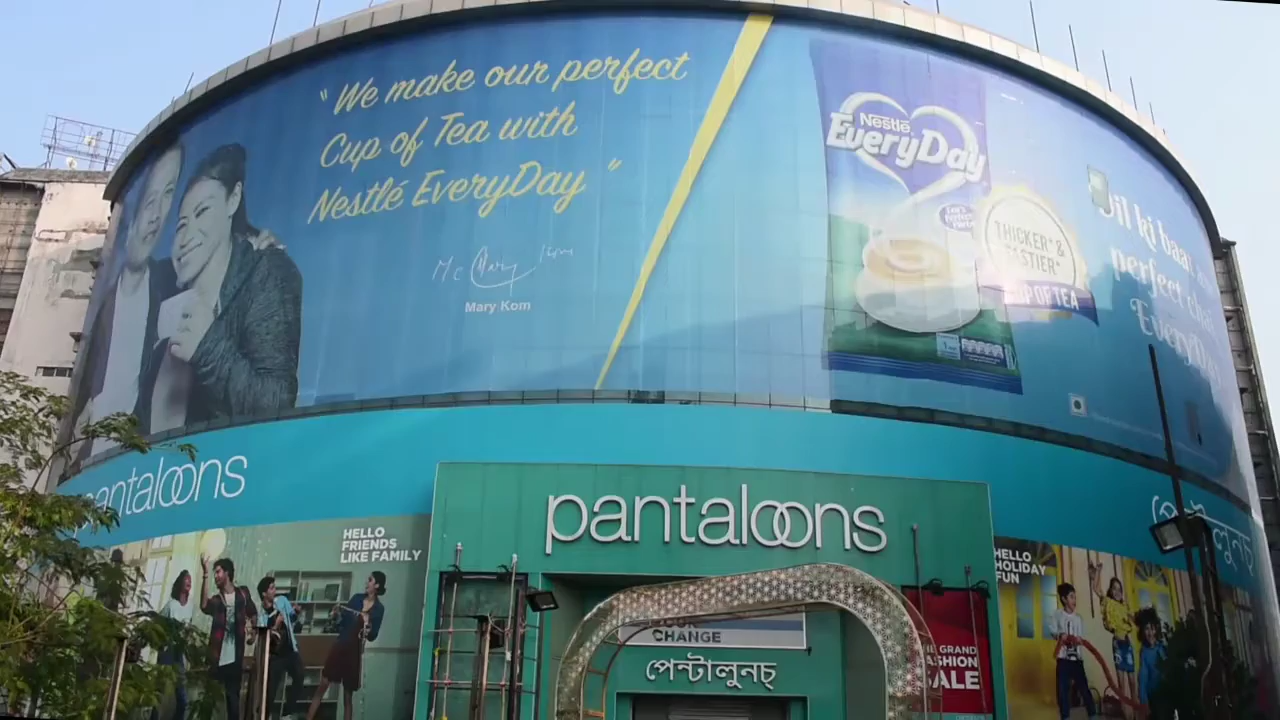 "We make our perfect
Cup of Tea with
Nestlé EveryDay"
Mary Kom
Nestlé
EveryDay
THICKER* &
TASTIER*
CUP OF TEA
Dil ki baat
perfect chai
EveryDay
pantaloons
pantaloons
HELLO
FRIENDS
LIKE FAMILY
HELLO
HOLIDAY
FUN
CHANGE
পেন্টালুনচ্
THE GRAND
FASHION
SALE